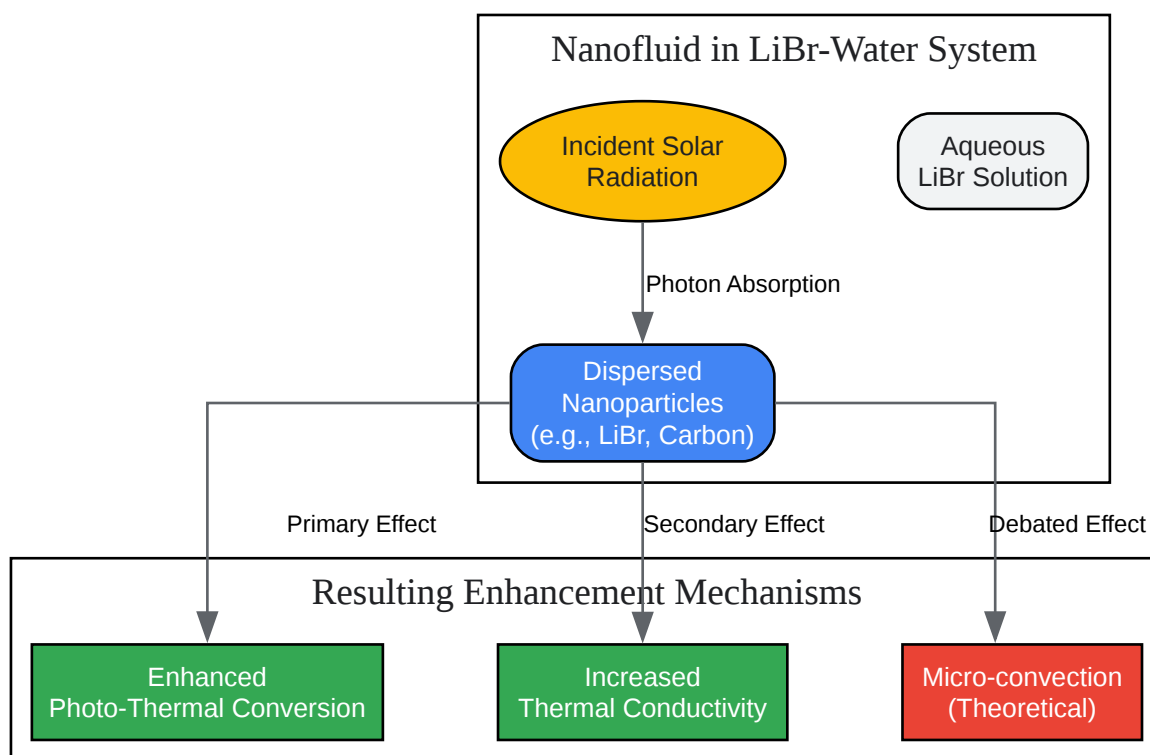 Nanofluid in LiBr-Water System
Incident Solar
Radiation
Aqueous
LiBr Solution
Photon Absorption
Dispersed
Nanoparticles
(e.g., LiBr, Carbon)
Primary Effect
Secondary Effect
Debated Effect
Resulting Enhancement Mechanisms
Enhanced
Photo-Thermal Conversion
Increased
Thermal Conductivity
Micro-convection
(Theoretical)